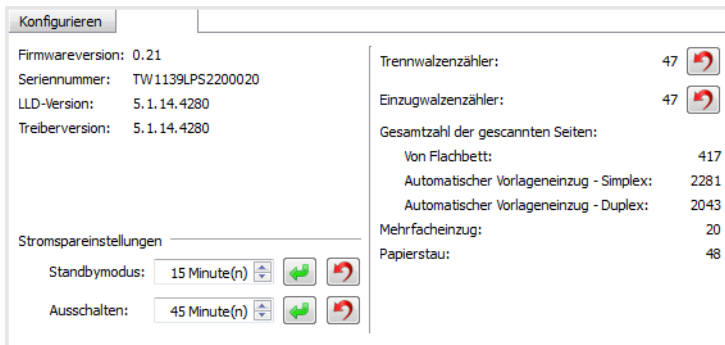 Konfigurieren
Firmwareversion: 0.21
Seriennummer: TW1139LPS2200020
LLD-Version: 5.1.14.4280
Treiberversion: 5.1.14.4280
Stromspareinstellungen
Standbymodus: 15 Minute(n)
Ausschalten: 45 Minute(n)
Trennwalzenzähler: 47
Einzugwalzenzähler: 47
Gesamtzahl der gescannten Seiten:
Von Flachbett: 417
Automatischer Vorlageneinzug - Simplex: 2281
Automatischer Vorlageneinzug - Duplex: 2043
Mehrfacheinzug: 20
Papierstau: 48